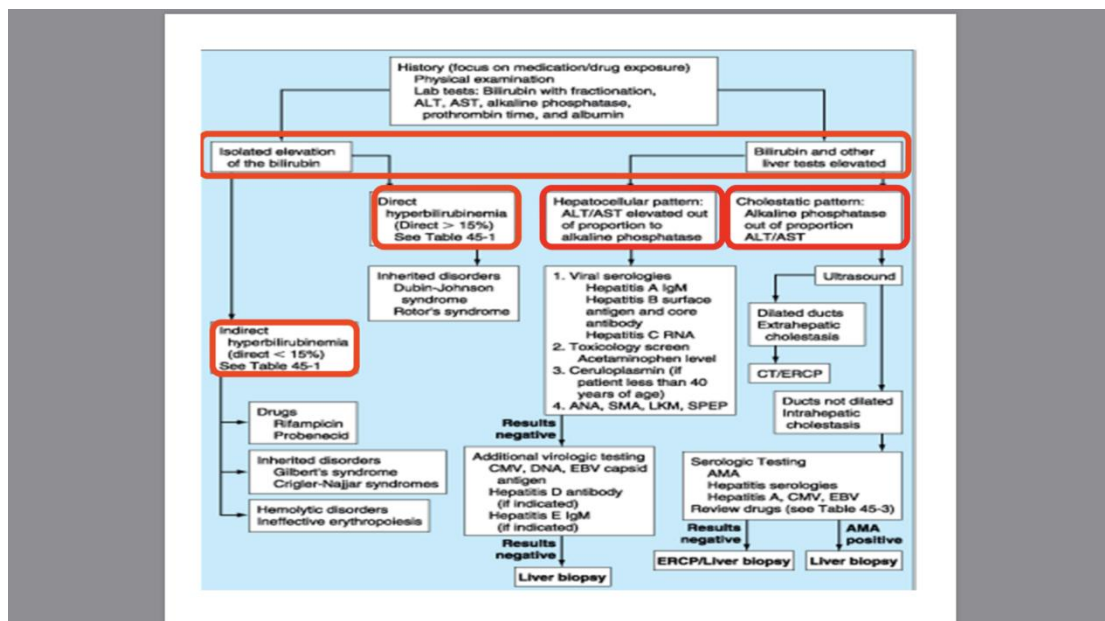 History (focus on medication/drug exposure)
Physical examination
Lab tests: Bilirubin with fractionation,
ALT, AST, alkaline phosphatase,
prothrombin time, and albumin
Isolated elevation
of the bilirubin
Bilirubin and other
liver tests elevated
Direct
hyperbilirubinemia
(Direct > 15%)
See Table 45-1
Hepatocellular pattern:
ALT/AST elevated out
of proportion to
alkaline phosphatase
Cholestatic pattern:
Alkaline phosphatase
out of proportion
ALT/AST
Inherited disorders
Dubin-Johnson
syndrome
Rotor's syndrome
1. Viral serologies
Hepatitis A IgM
Hepatitis B surface
antigen and core
antibody
Hepatitis C RNA
2. Toxicology screen
Acetaminophen level
3. Ceruloplasmin (if
patient less than 40
years of age)
4. ANA, SMA, LKM, SPEP
Ultrasound
Dilated ducts
Extrahepatic
cholestasis
CT/ERCP
Ducts not dilated
Intrahepatic
cholestasis
Indirect
hyperbilirubinemia
(direct < 15%)
See Table 45-1
Drugs
Rifampicin
Probenecid
Inherited disorders
Gilbert's syndrome
Crigler-Najjar syndromes
Hemolytic disorders
Ineffective erythropoiesis
Results
negative
Additional virologic testing
CMV, DNA, EBV capsid
antigen
Hepatitis D antibody
(if indicated)
Hepatitis E IgM
(if indicated)
Results
negative
Liver biopsy
Serologic Testing
AMA
Hepatitis serologies
Hepatitis A, CMV, EBV
Review drugs (see Table 45-3)
Results
negative
AMA
positive
ERCP/Liver biopsy
Liver biopsy